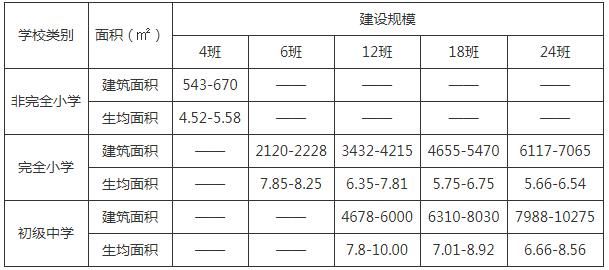 学校类别 面积（㎡） 建设规模
4班 6班 12班 18班 24班
非完全小学 建筑面积 543-670 —— —— —— ——
生均面积 4.52-5.58 —— —— —— ——
完全小学 建筑面积 —— 2120-2228 3432-4215 4655-5470 6117-7065
生均面积 —— 7.85-8.25 6.35-7.81 5.75-6.75 5.66-6.54
初级中学 建筑面积 —— —— 4678-6000 6310-8030 7988-10275
生均面积 —— —— 7.8-10.00 7.01-8.92 6.66-8.56